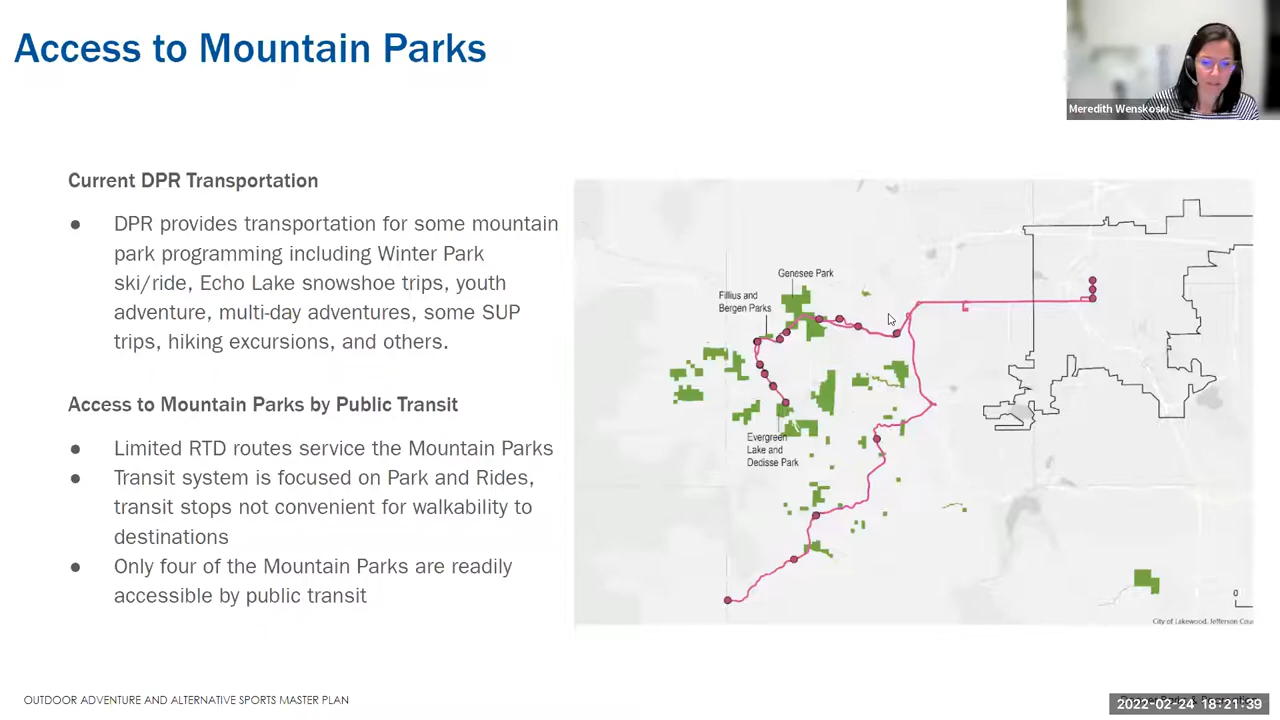 Access to Mountain Parks
Meredith Wenskoski ...
Current DPR Transportation
● DPR provides transportation for some mountain
park programming including Winter Park
ski/ride, Echo Lake snowshoe trips, youth
adventure, multi-day adventures, some SUP
trips, hiking excursions, and others.
Access to Mountain Parks by Public Transit
● Limited RTD routes service the Mountain Parks
● Transit system is focused on Park and Rides,
transit stops not convenient for walkability to
destinations
● Only four of the Mountain Parks are readily
accessible by public transit
Genesee Park
Fillius and
Bergen Parks
Evergreen
Lake and
Dedisse Park
0
City of Lakewood, Jefferson Cou
OUTDOOR ADVENTURE AND ALTERNATIVE SPORTS MASTER PLAN
2022-02-24 18:21:39